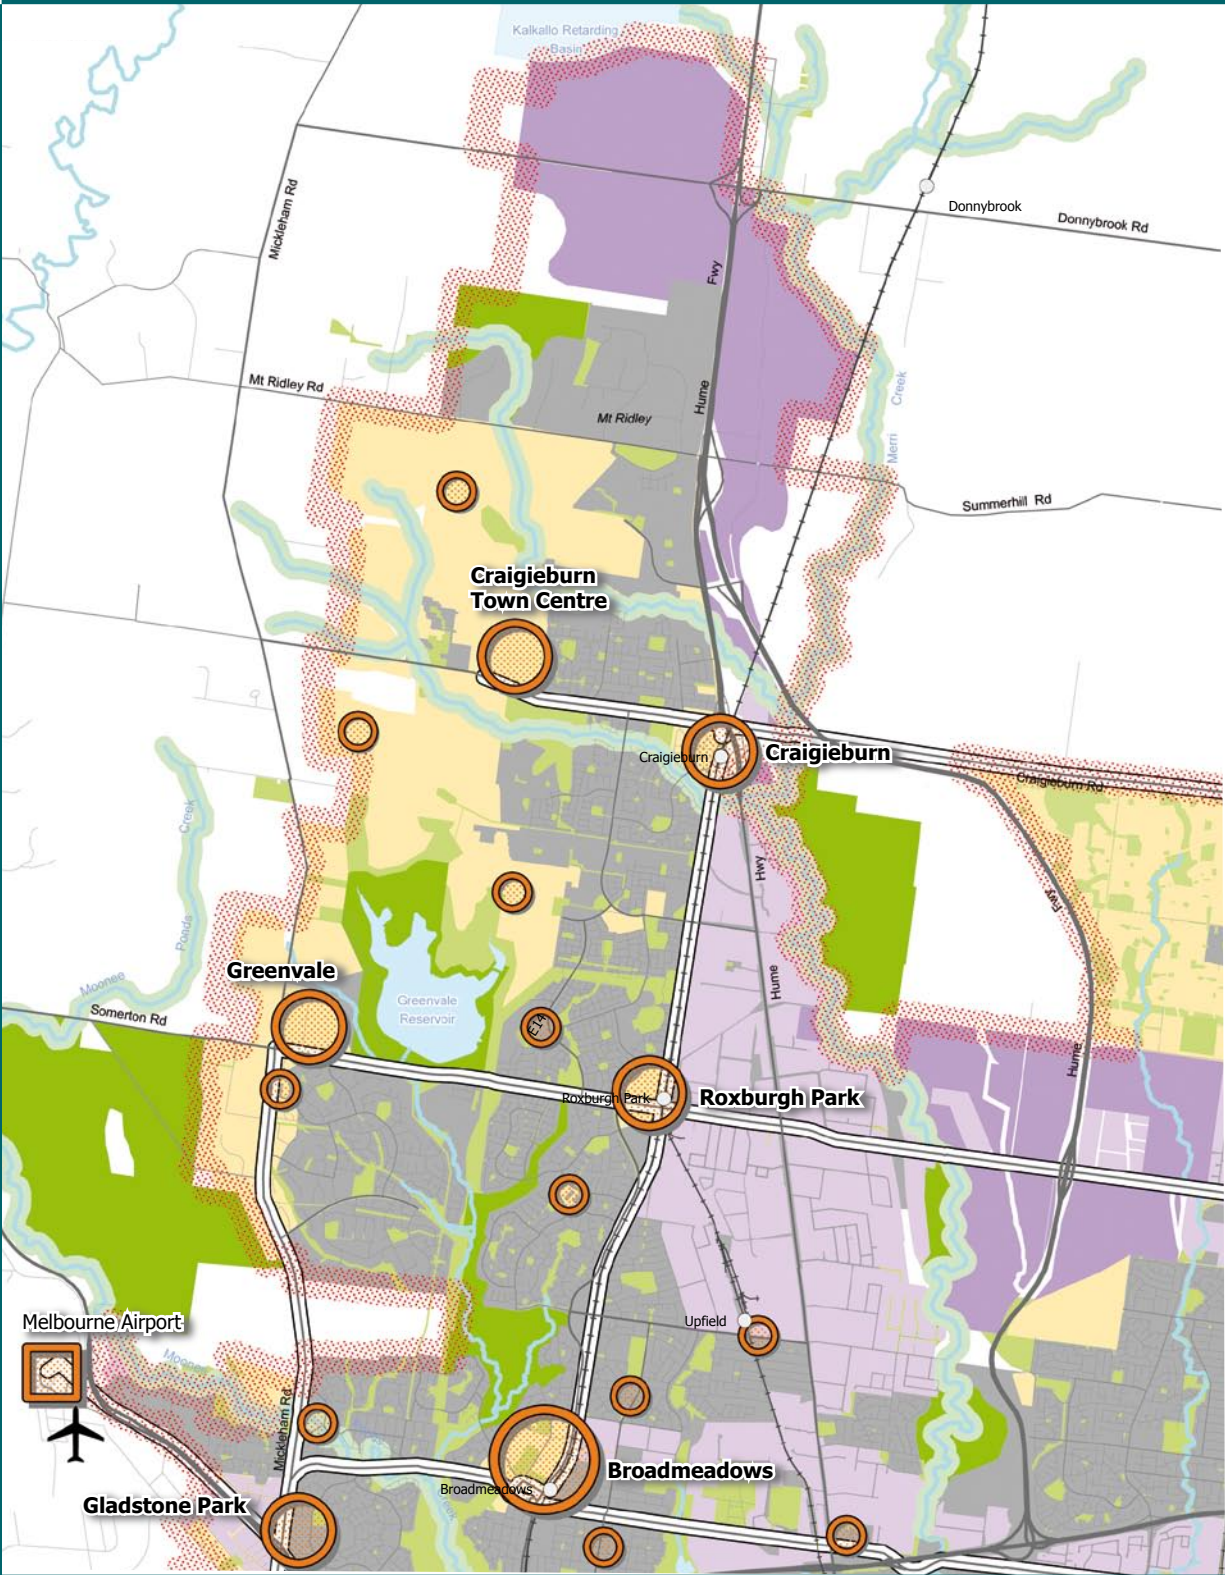 Kalkallo Retarding
Basin
Mickleham Rd
Donnybrook
Donnybrook Rd
Fwy
Mt Ridley Rd
Hume
Mt Ridley
Merri Creek
Summerhill Rd
Craigieburn
Town Centre
Craigieburn
Craigieburn
Craigieburn Rd
Hwy
Fwy
Moonee Ponds Creek
Hume
Greenvale
Somerton Rd
Greenvale
Reservoir
E14
Hume
Roxburgh Park
Roxburgh Park
Upfield
Melbourne Airport
Moonee
Mickleham Rd
Broadmeadows
Broadmeadows
Gladstone Park